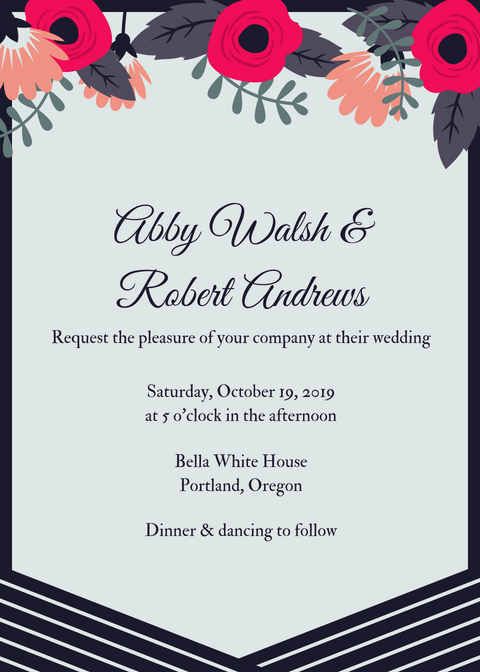 Abby Walsh &
Robert Andrews
Request the pleasure of your company at their wedding
Saturday, October 19, 2019
at 5 o'clock in the afternoon
Bella White House
Portland, Oregon
Dinner & dancing to follow